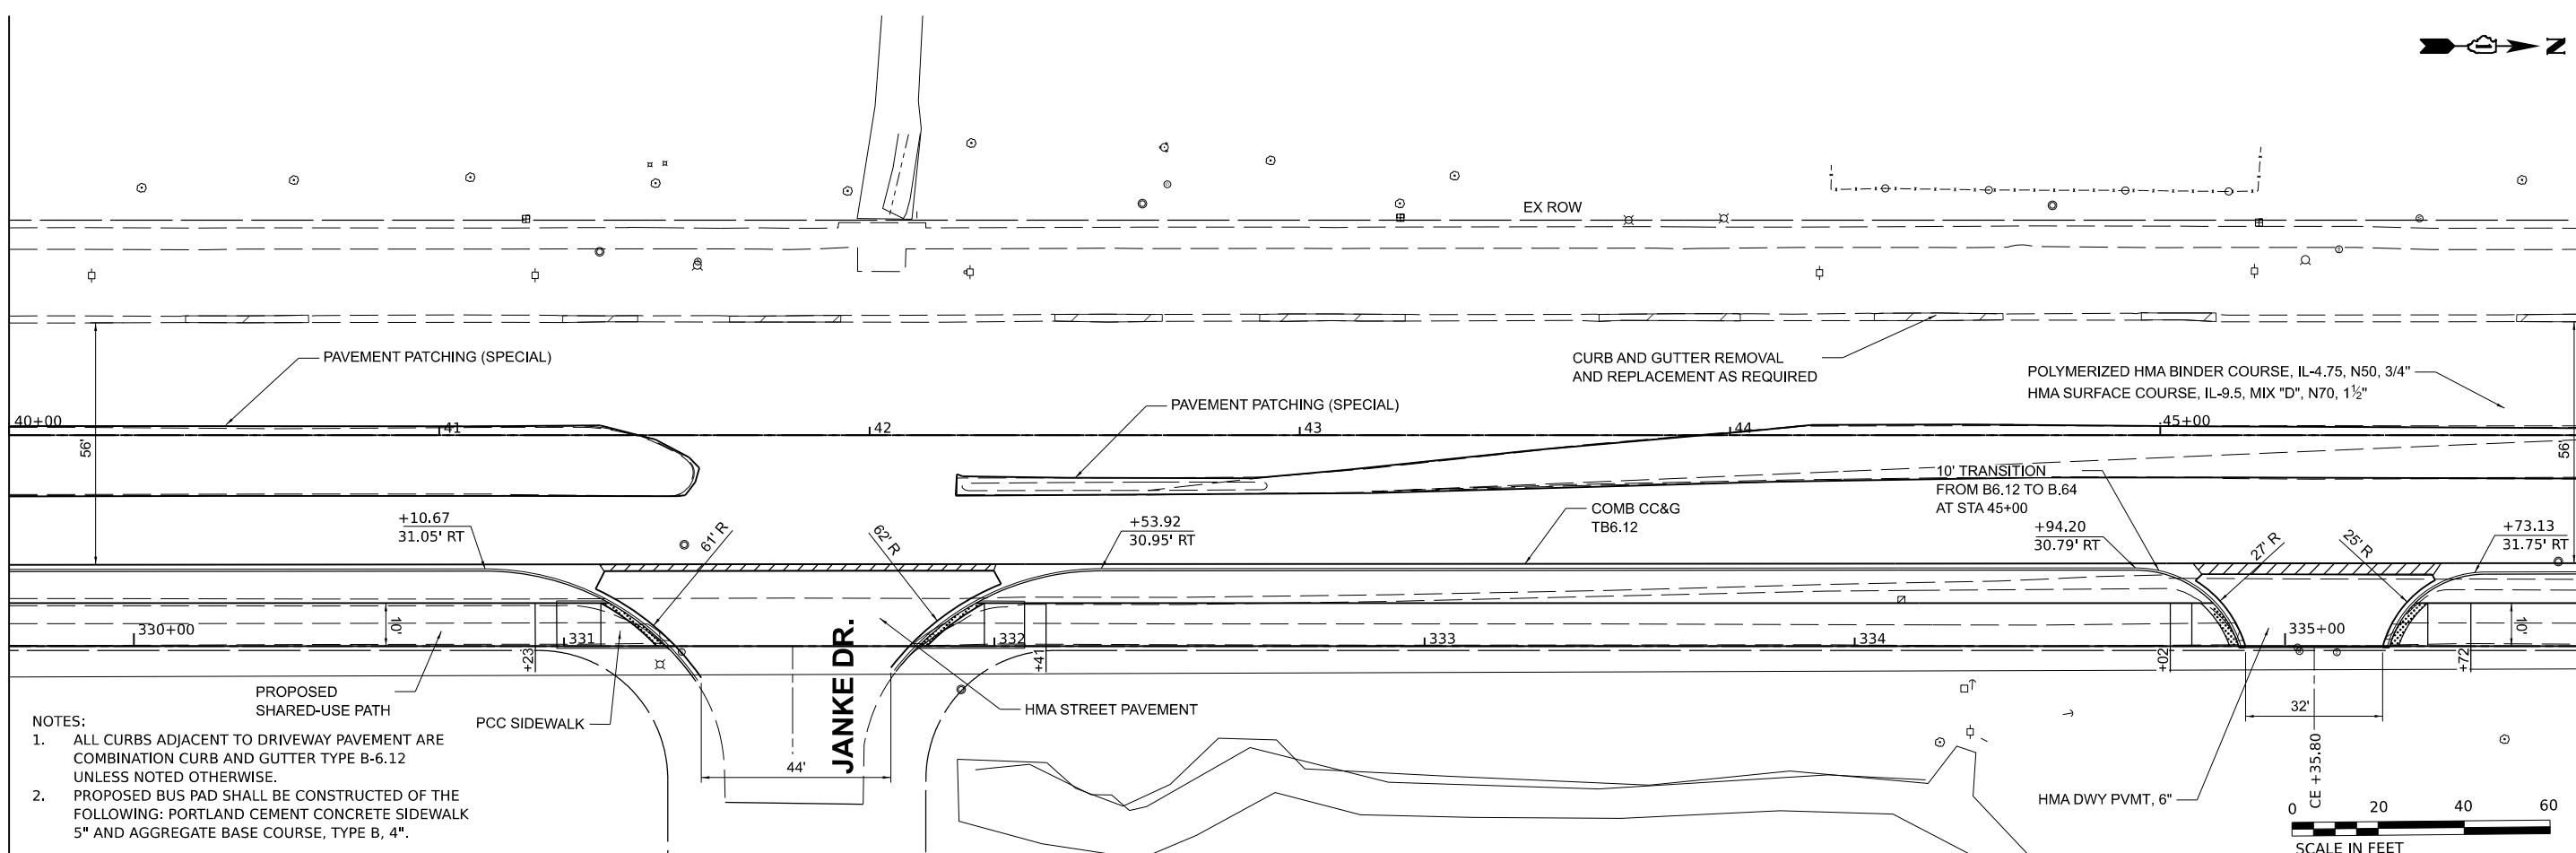 N
EX ROW
PAVEMENT PATCHING (SPECIAL)
CURB AND GUTTER REMOVAL
AND REPLACEMENT AS REQUIRED
POLYMERIZED HMA BINDER COURSE, IL-4.75, N50, 3/4"
HMA SURFACE COURSE, IL-9.5, MIX "D", N70, 1½"
PAVEMENT PATCHING (SPECIAL)
40+00
41
42
43
44
45+00
56'
56'
10' TRANSITION
FROM B6.12 TO B.64
AT STA 45+00
COMB CC&G
TB6.12
+10.67
31.05' RT
61' R
62' R
+53.92
30.95' RT
+94.20
30.79' RT
27' R
25' R
+73.13
31.75' RT
330+00
10'
331
332
333
334
335+00
10'
+23
+41
+02
+72
PROPOSED
SHARED-USE PATH
PCC SIDEWALK
JANKE DR.
HMA STREET PAVEMENT
44'
32'
CE +35.80
HMA DWY PVMT, 6"
NOTES:
1. ALL CURBS ADJACENT TO DRIVEWAY PAVEMENT ARE
COMBINATION CURB AND GUTTER TYPE B-6.12
UNLESS NOTED OTHERWISE.
2. PROPOSED BUS PAD SHALL BE CONSTRUCTED OF THE
FOLLOWING: PORTLAND CEMENT CONCRETE SIDEWALK
5" AND AGGREGATE BASE COURSE, TYPE B, 4".
0 20 40 60
SCALE IN FEET